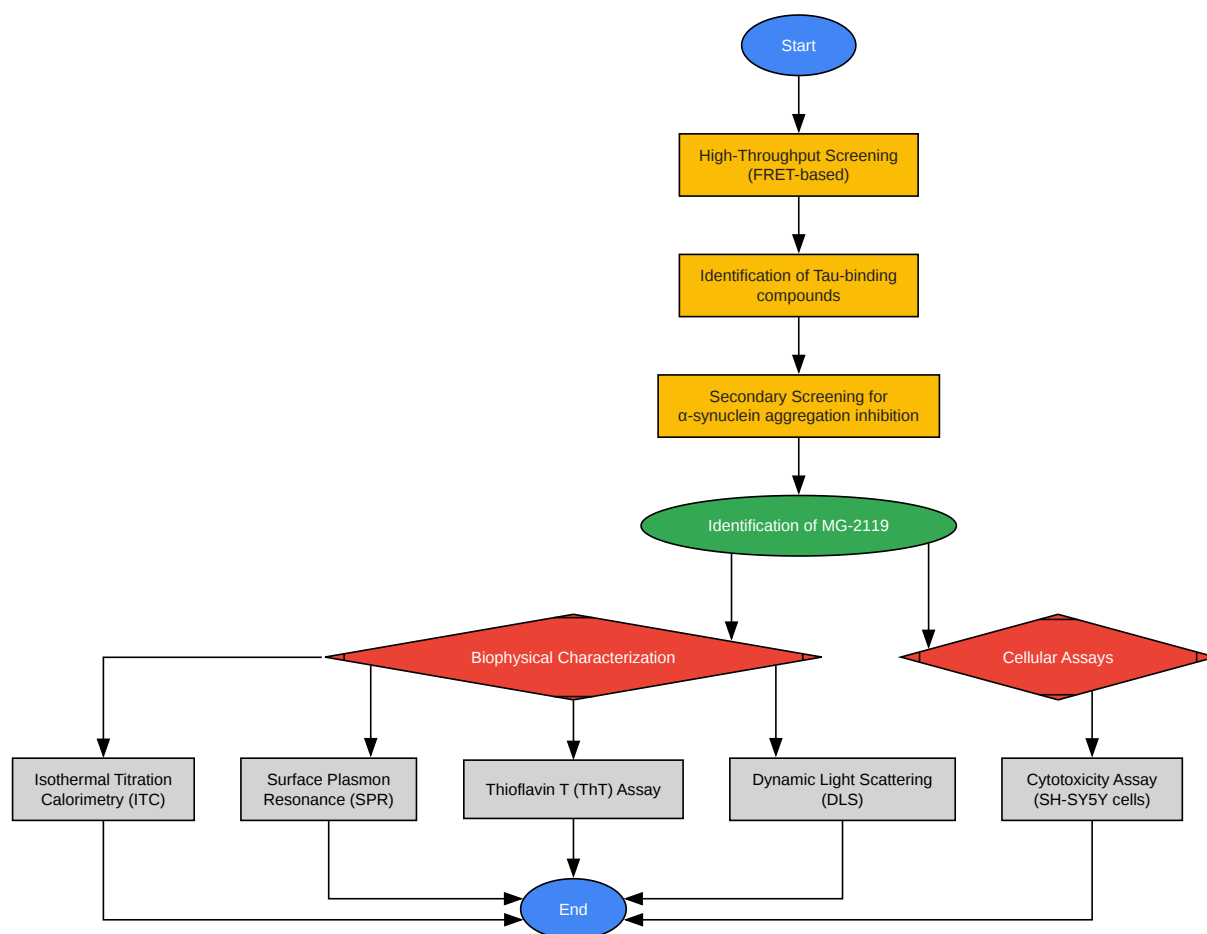 Start
High-Throughput Screening
(FRET-based)
Identification of Tau-binding
compounds
Secondary Screening for
α-synuclein aggregation inhibition
Identification of MG-2119
Biophysical Characterization
Cellular Assays
Isothermal Titration
Calorimetry (ITC)
Surface Plasmon
Resonance (SPR)
Thioflavin T (ThT) Assay
Dynamic Light Scattering
(DLS)
Cytotoxicity Assay
(SH-SY5Y cells)
End